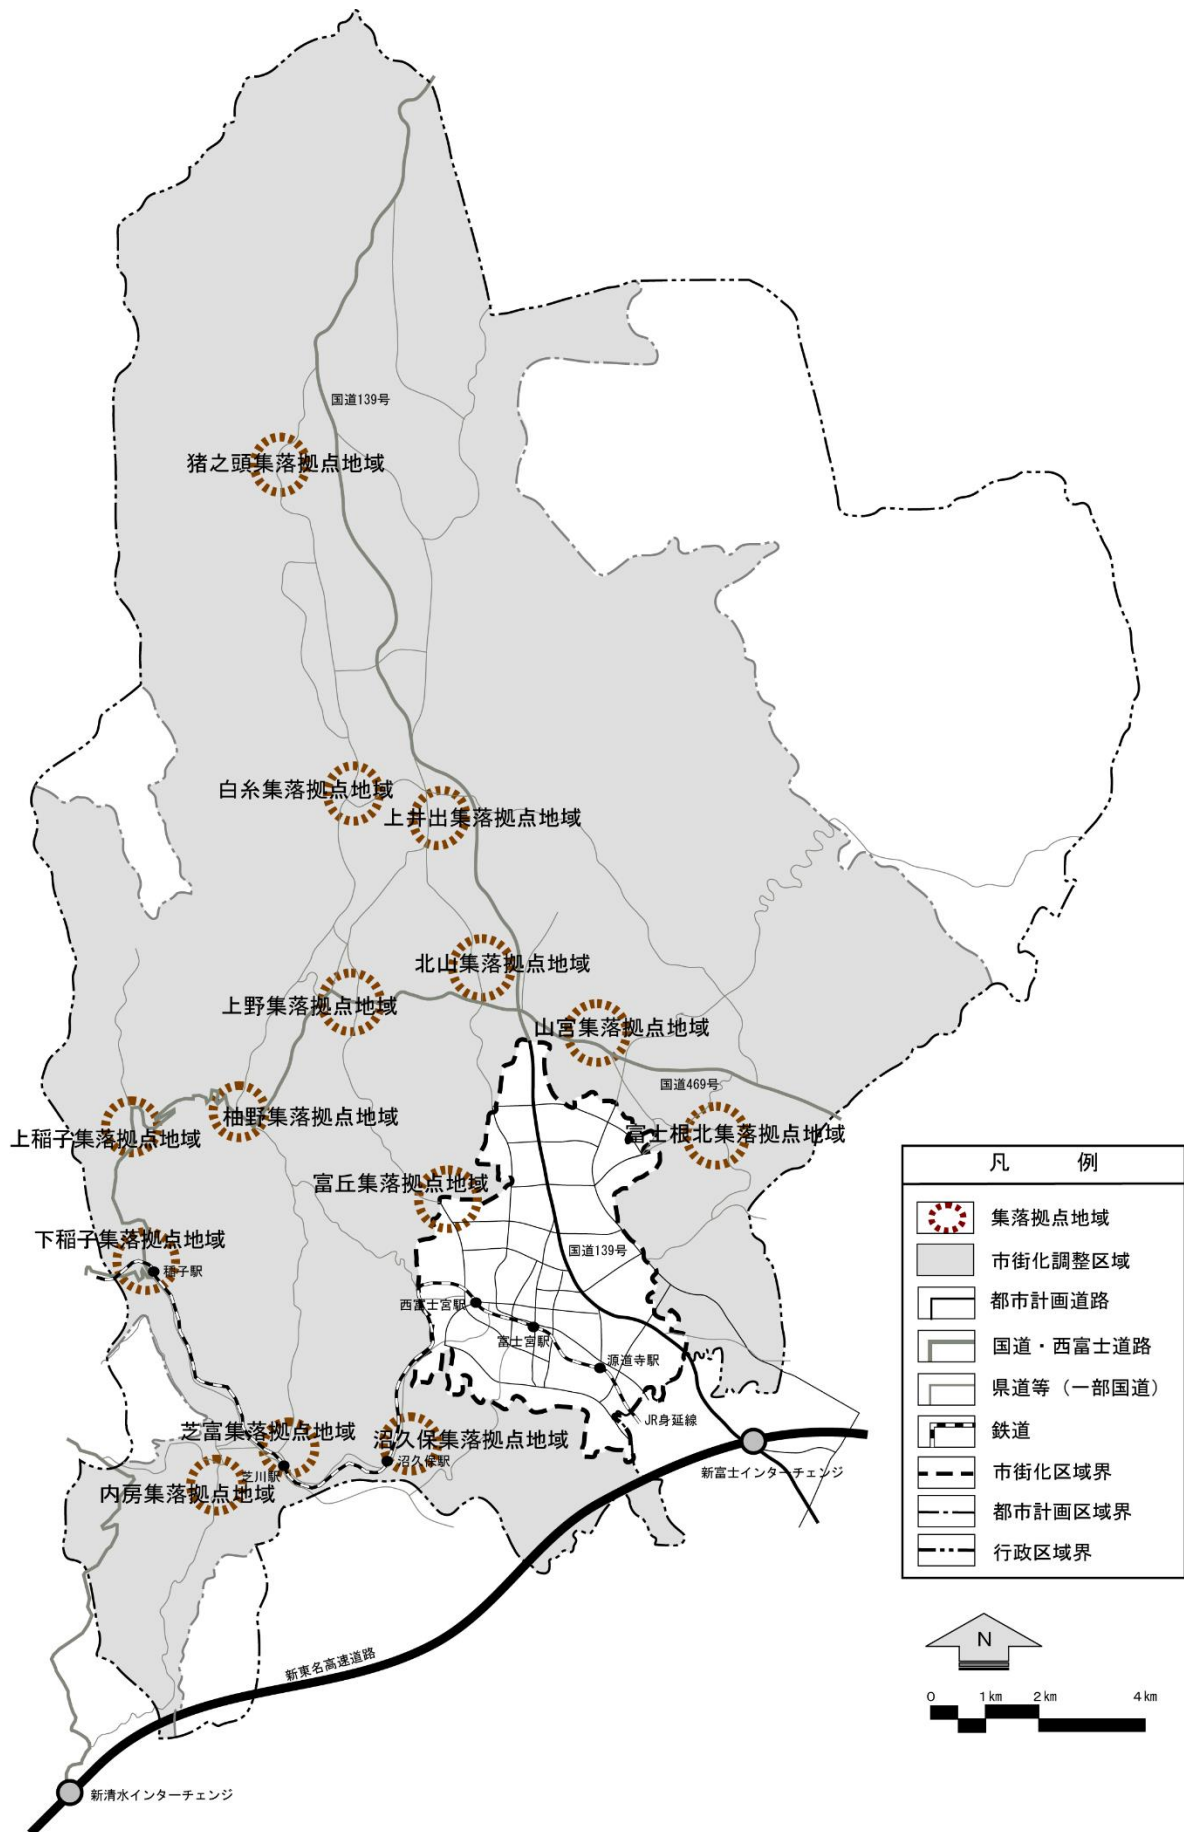 国道139号
猪之頭集落拠点地域
白糸集落拠点地域
上井出集落拠点地域
北山集落拠点地域
上野集落拠点地域
山宮集落拠点地域
国道469号
柚野集落拠点地域
上稲子集落拠点地域
富士根北集落拠点地域
富丘集落拠点地域
下稲子集落拠点地域
稲子駅
国道139号
西富士宮駅
富士宮駅
源道寺駅
JR身延線
芝富集落拠点地域
沼久保集落拠点地域
芝川駅
沼久保駅
内房集落拠点地域
新富士インターチェンジ
新東名高速道路
新清水インターチェンジ
凡 例
集落拠点地域
市街化調整区域
都市計画道路
国道・西富士道路
県道等（一部国道）
鉄道
市街化区域界
都市計画区域界
行政区域界
N
0 1km 2km 4km